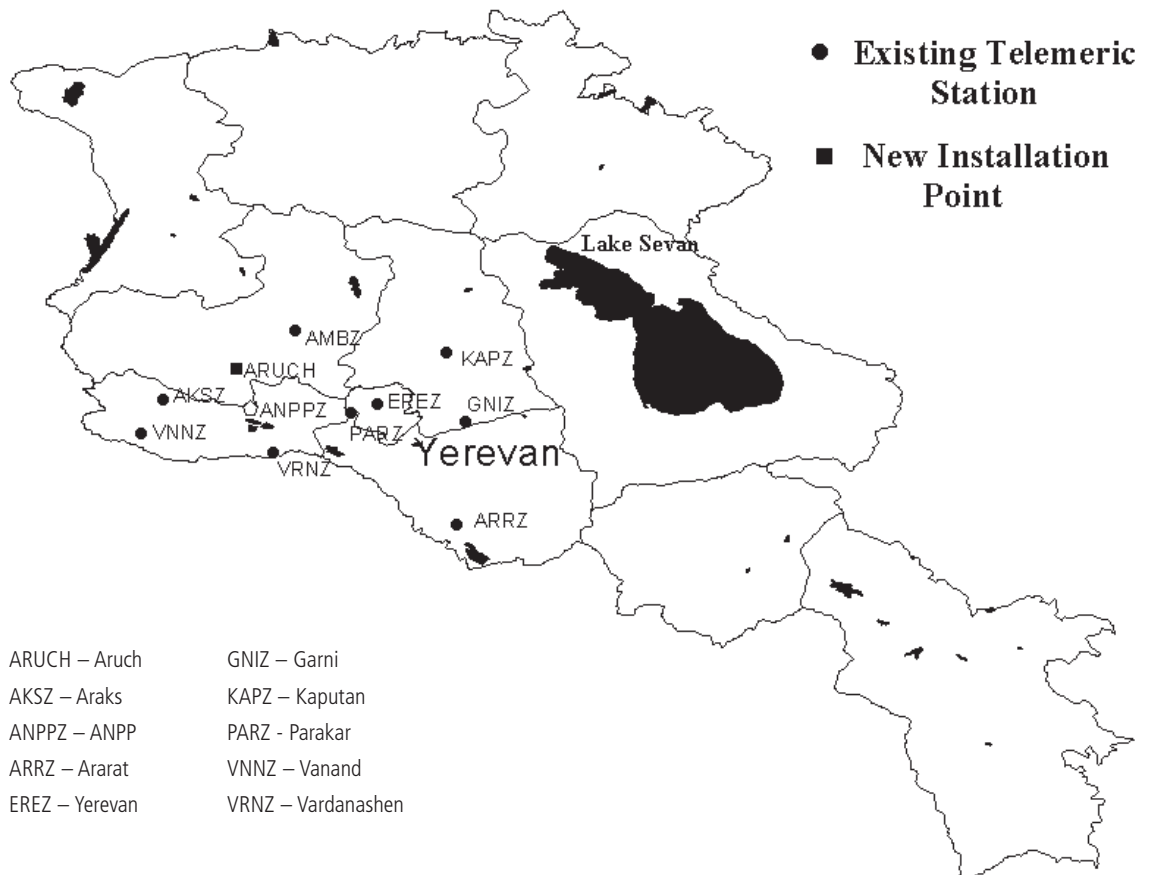 Existing Telemeric
Station
New Installation
Point
Lake Sevan
AMBZ
KAPZ
ARUCH
AKSZ
ANPPZ
EREZ
GNIZ
VNNZ
PARZ
Yerevan
VRNZ
ARRZ
ARUCH – Aruch
AKSZ – Araks
ANPPZ – ANPP
ARRZ – Ararat
EREZ – Yerevan
GNIZ – Garni
KAPZ – Kaputan
PARZ - Parakar
VNNZ – Vanand
VRNZ – Vardanashen